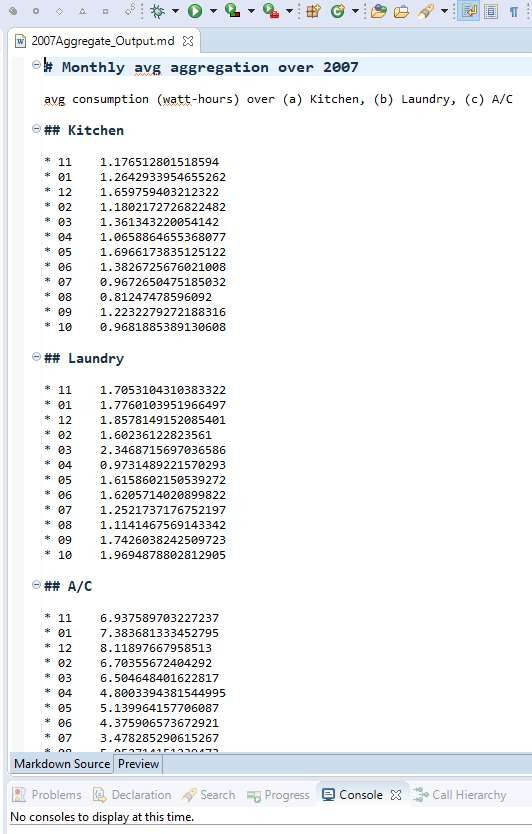 2007Aggregate_Output.md
# Monthly avg aggregation over 2007
avg consumption (watt-hours) over (a) Kitchen, (b) Laundry, (c) A/C
## Kitchen
* 11 1.176512801518594
* 01 1.2642933954655262
* 12 1.659759403212322
* 02 1.1802172726822482
* 03 1.361343220054142
* 04 1.0658864655368077
* 05 1.6966173835125122
* 06 1.3826725676021008
* 07 0.9672650475185032
* 08 0.81247478596092
* 09 1.2232279272188316
* 10 0.9681885389130608
## Laundry
* 11 1.7053104310383322
* 01 1.7760103951966497
* 12 1.8578149152085401
* 02 1.60236122823561
* 03 2.3468715697036586
* 04 0.9731489221570293
* 05 1.6158602150539272
* 06 1.6205714020899822
* 07 1.2521737176752197
* 08 1.1141467569143342
* 09 1.7426038242509723
* 10 1.9694878802812905
## A/C
* 11 6.937589703227237
* 01 7.383681333452795
* 12 8.11897667958513
* 02 6.70355672404292
* 03 6.504648401622817
* 04 4.8003394381544995
* 05 5.139964157706087
* 06 4.375906573672921
* 07 3.478285290615267
Markdown Source Preview
Problems Declaration Search Progress Console Call Hierarchy
No consoles to display at this time.